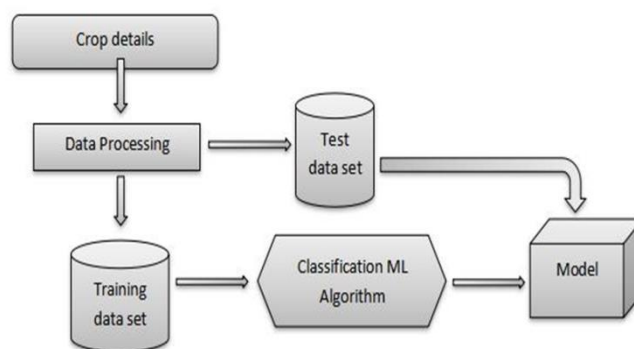 Crop details
Data Processing
Test
data set
Training
data set
Classification ML
Algorithm
Model